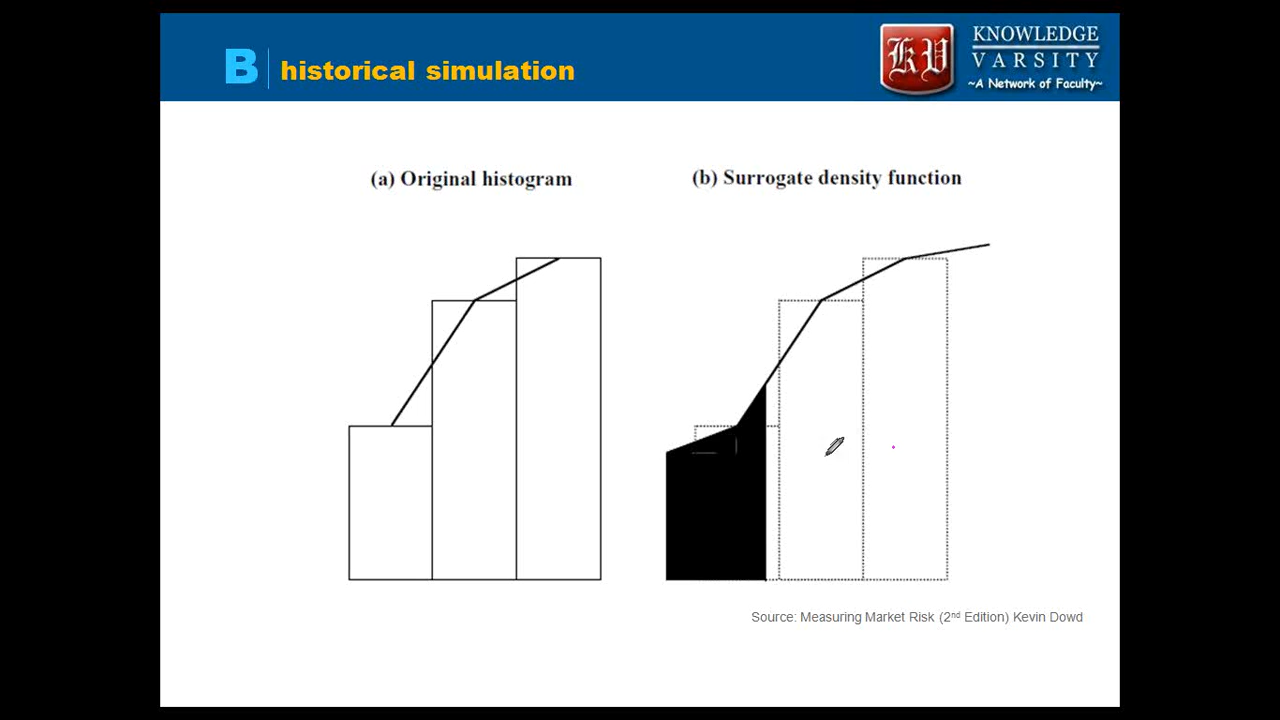 B
historical simulation
KV
KNOWLEDGE
VARSITY
~A Network of Faculty~
(a) Original histogram
(b) Surrogate density function
Source: Measuring Market Risk (2nd Edition) Kevin Dowd